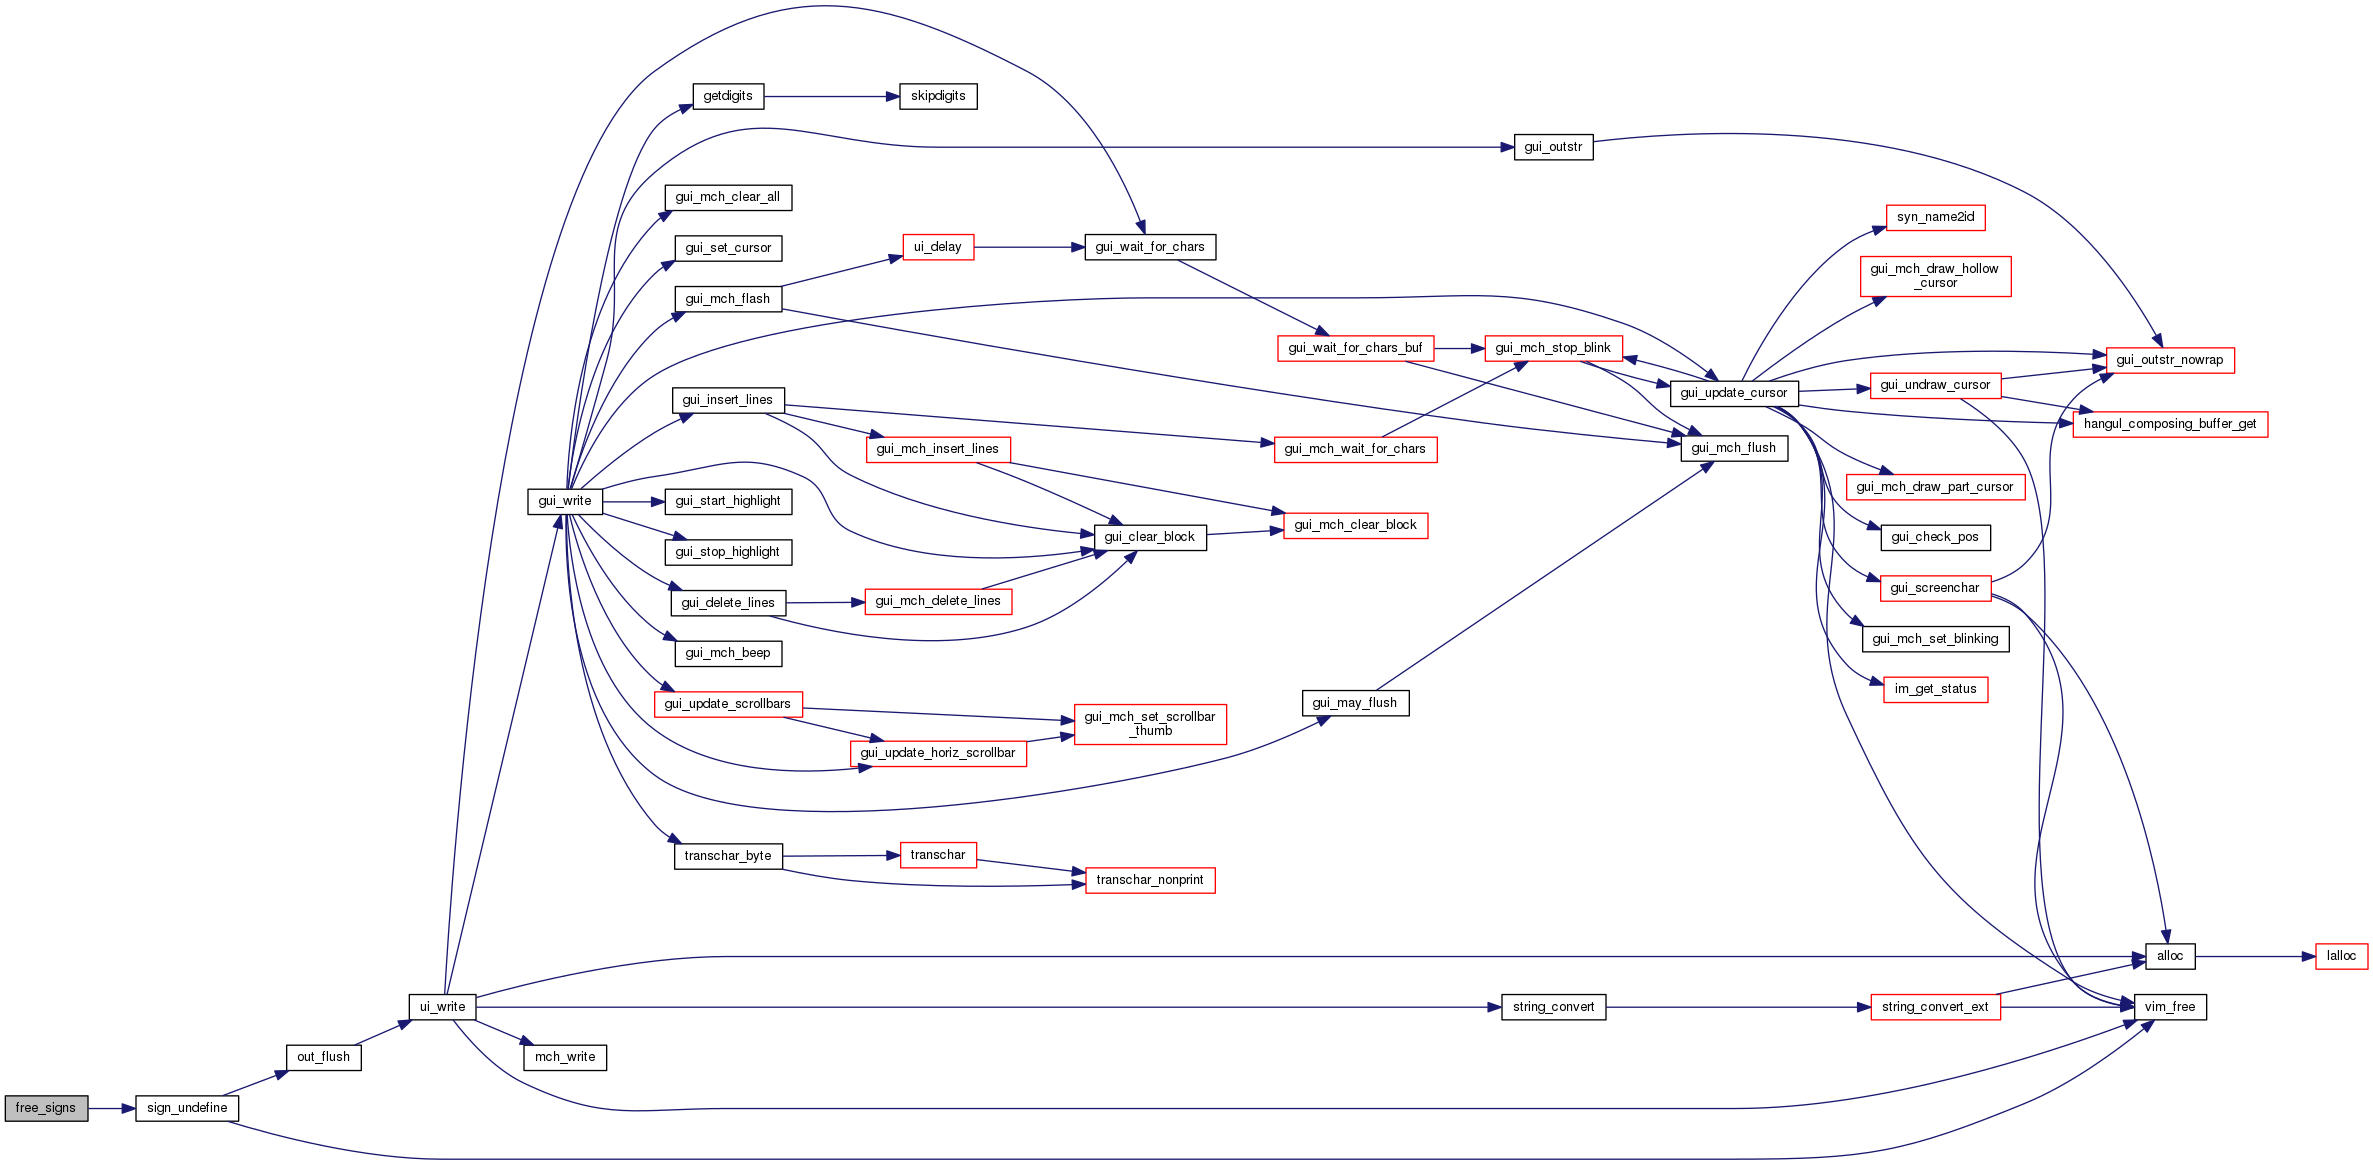 getdigits
skipdigits
gui_outstr
gui_mch_clear_all
syn_name2id
gui_set_cursor
ui_delay
gui_wait_for_chars
gui_mch_draw_hollow
_cursor
gui_mch_flash
gui_wait_for_chars_buf
gui_mch_stop_blink
gui_outstr_nowrap
gui_insert_lines
gui_update_cursor
gui_undraw_cursor
hangul_composing_buffer_get
gui_mch_insert_lines
gui_mch_wait_for_chars
gui_mch_flush
gui_write
gui_start_highlight
gui_mch_draw_part_cursor
gui_stop_highlight
gui_clear_block
gui_mch_clear_block
gui_check_pos
gui_delete_lines
gui_mch_delete_lines
gui_screenchar
gui_mch_beep
gui_mch_set_blinking
gui_update_scrollbars
gui_mch_set_scrollbar
_thumb
gui_may_flush
im_get_status
gui_update_horiz_scrollbar
transchar_byte
transchar
transchar_nonprint
alloc
lalloc
ui_write
string_convert
string_convert_ext
vim_free
out_flush
mch_write
free_signs
sign_undefine